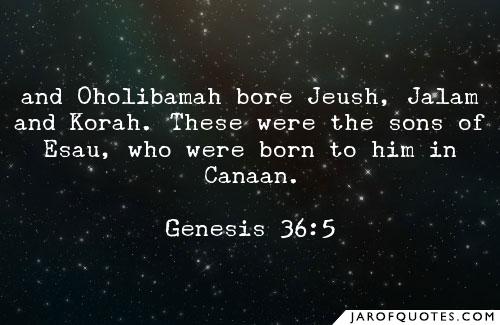 and Oholibamah bore Jeush, Jalam
and Korah. These were the sons of
Esau, who were born to him in
Canaan.
Genesis 36:5
JAROFQUOTES.COM